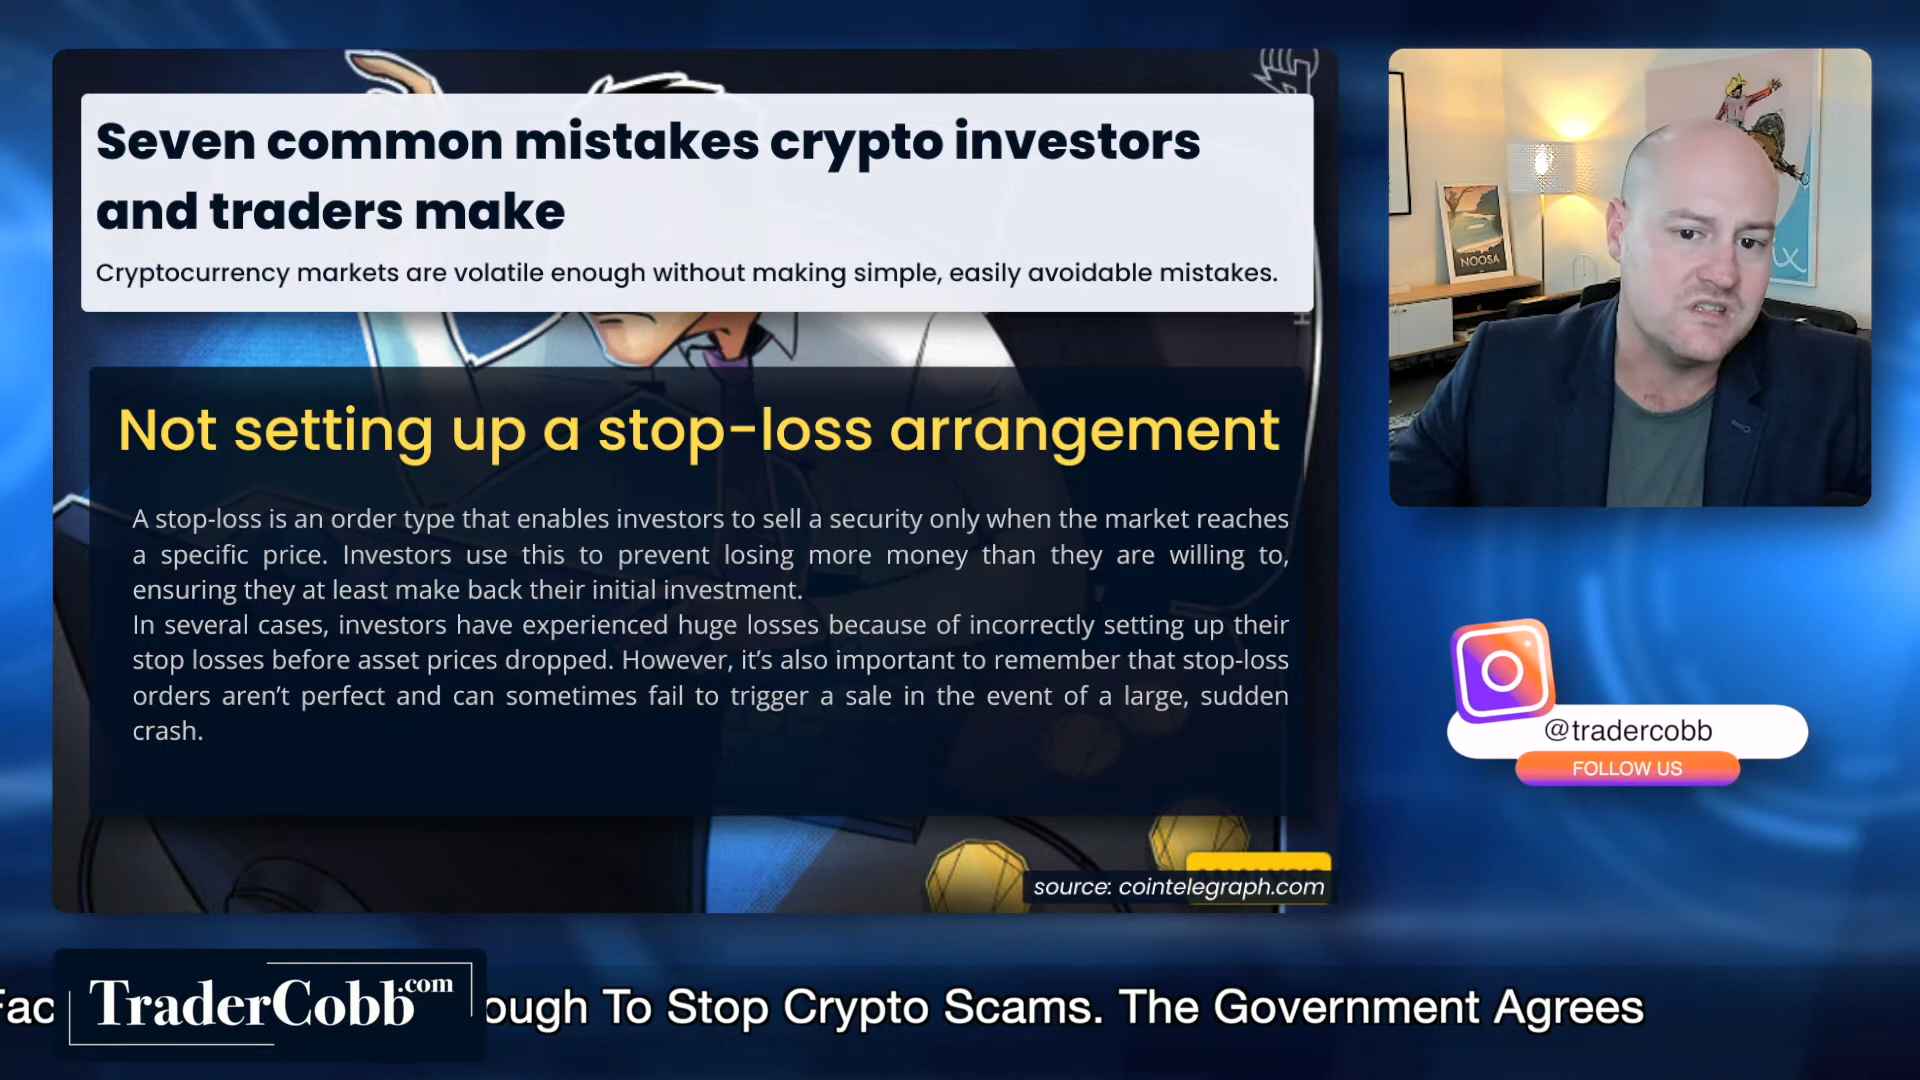 Seven common mistakes crypto investors
and traders make
Cryptocurrency markets are volatile enough without making simple, easily avoidable mistakes.
Not setting up a stop-loss arrangement
A stop-loss is an order type that enables investors to sell a security only when the market reaches
a specific price. Investors use this to prevent losing more money than they are willing to,
ensuring they at least make back their initial investment.
In several cases, investors have experienced huge losses because of incorrectly setting up their
stop losses before asset prices dropped. However, it's also important to remember that stop-loss
orders aren't perfect and can sometimes fail to trigger a sale in the event of a large, sudden
crash.
source: cointelegraph.com
NOOSA
@tradercobb
FOLLOW US
TraderCobb.com
Fac ough To Stop Crypto Scams. The Government Agrees